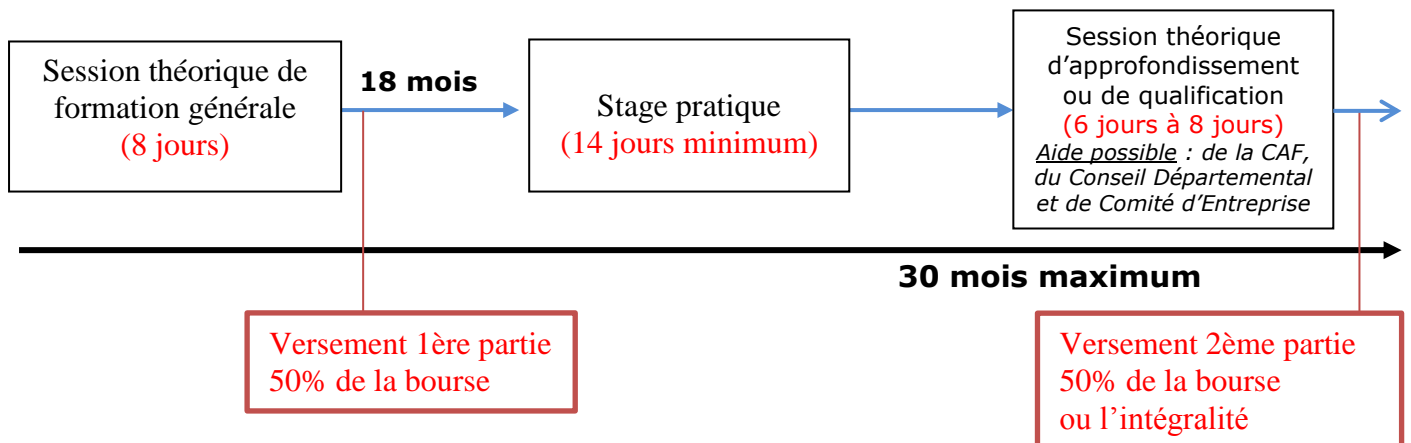 Session théorique de
formation générale
(8 jours)
18 mois
Stage pratique
(14 jours minimum)
Session théorique
d’approfondissement
ou de qualification
(6 jours à 8 jours)
Aide possible : de la CAF,
du Conseil Départemental
et de Comité d’Entreprise
30 mois maximum
Versement 1ère partie
50% de la bourse
Versement 2ème partie
50% de la bourse
ou l’intégralité